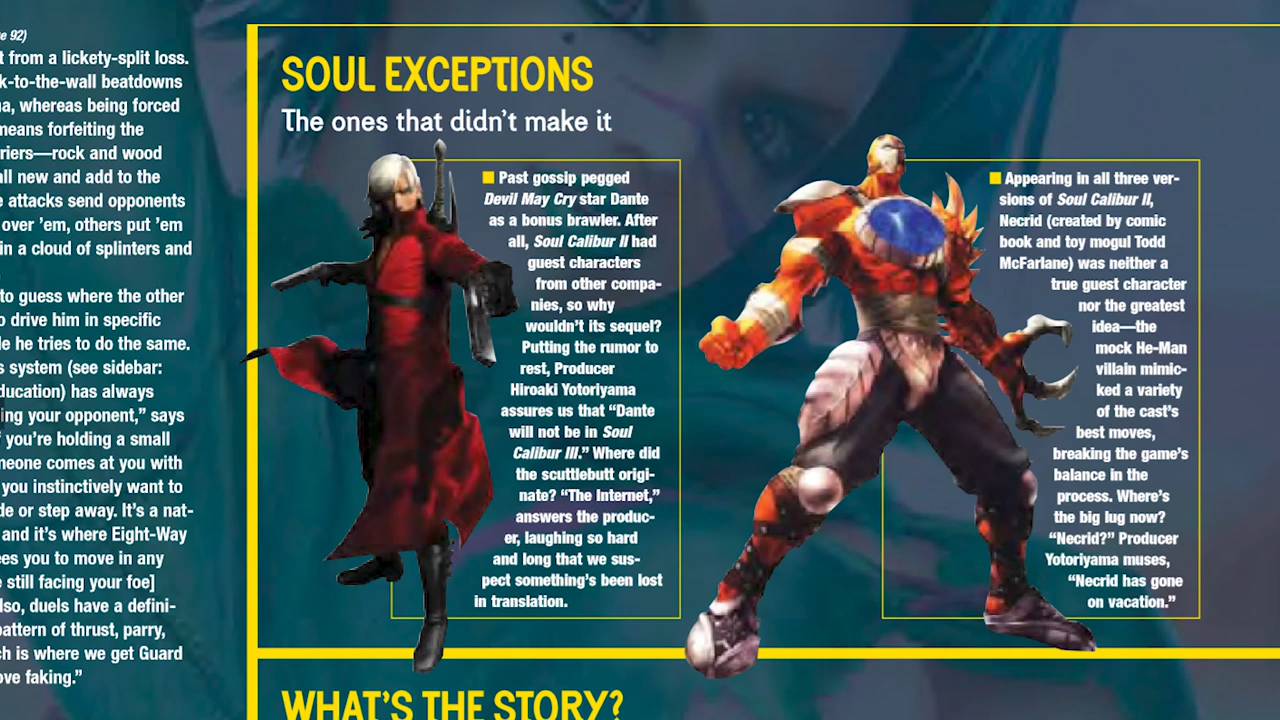 e 92)
t from a lickety-split loss.
k-to-the-wall beatdowns
a, whereas being forced
means forfeiting the
riers—rock and wood
all new and add to the
e attacks send opponents
over ’em, others put ’em
in a cloud of splinters and
to guess where the other
o drive him in specific
le he tries to do the same.
s system (see sidebar:
ducation) has always
ing your opponent,” says
f you’re holding a small
meone comes at you with
you instinctively want to
de or step away. It’s a nat-
and it’s where Eight-Way
ees you to move in any
e still facing your foe]
lso, duels have a defini-
pattern of thrust, parry,
ch is where we get Guard
ove faking.”
SOUL EXCEPTIONS
The ones that didn’t make it
Past gossip pegged
Devil May Cry star Dante
as a bonus brawler. After
all, Soul Calibur II had
guest characters
from other compa-
nies, so why
wouldn’t its sequel?
Putting the rumor to
rest, Producer
Hiroaki Yotoriyama
assures us that “Dante
will not be in Soul
Calibur III.” Where did
the scuttlebutt origi-
nate? “The Internet,”
answers the produc-
er, laughing so hard
and long that we sus-
pect something’s been lost
in translation.
Appearing in all three ver-
sions of Soul Calibur II,
Necrid (created by comic
book and toy mogul Todd
McFarlane) was neither a
true guest character
nor the greatest
idea—the
mock He-Man
villain mimic-
ked a variety
of the cast’s
best moves,
breaking the game’s
balance in the
process. Where’s
the big lug now?
“Necrid?” Producer
Yotoriyama muses,
“Necrid has gone
on vacation.”
WHAT’S THE STORY?